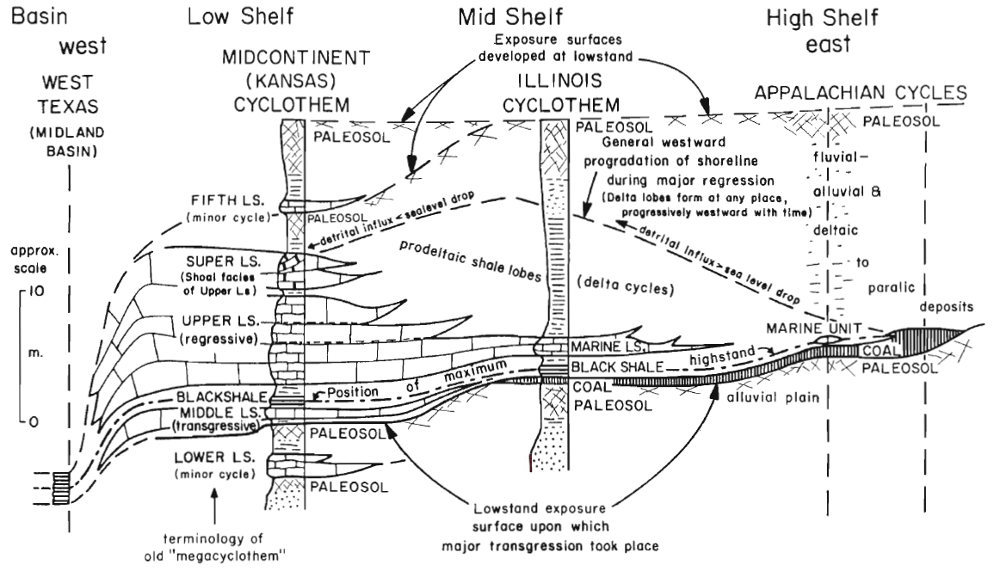 Basin
west
Low Shelf
Mid Shelf
High Shelf
east
WEST
TEXAS
(MIDLAND
BASIN)
MIDCONTINENT
(KANSAS)
CYCLOTHEM
Exposure surfaces
developed at lowstand
ILLINOIS
CYCLOTHEM
APPALACHIAN CYCLES
PALEOSOL
PALEOSOL
PALEOSOL
General westward
progradation of shoreline
during major regression
(Delta lobes form at any place,
progressively westward with time)
fluvial-
alluvial &
deltaic
to
paralic
deposits
FIFTH LS.
(minor cycle)
PALEOSOL
detrital influx < sealevel drop
detrital influx > sea level drop
prodeltaic shale lobes
(delta cycles)
approx.
scale
10
m.
0
SUPER LS.
(Shoal facies
of Upper Ls)
UPPER LS.
(regressive)
MARINE UNIT
MARINE LS.
BLACK SHALE
COAL
PALEOSOL
highstand
COAL
PALEOSOL
alluvial plain
BLACKSHALE
Position of maximum
MIDDLE LS.
(transgressive)
PALEOSOL
LOWER LS.
(minor cycle)
PALEOSOL
terminology of
old "megacyclothem"
Lowstand exposure
surface upon which
major transgression took place